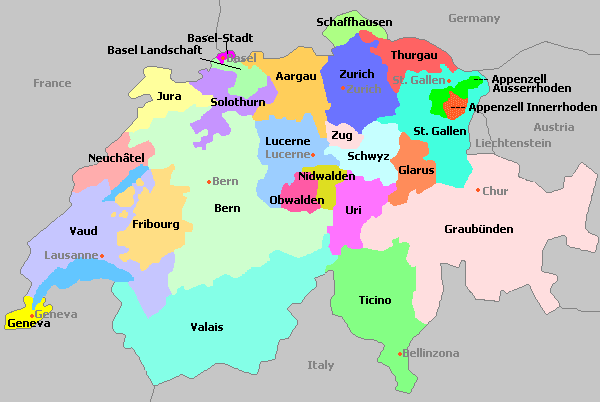 Schaffhausen
Germany
Basel-Stadt
Basel Landschaft
Basel
Thurgau
Aargau
Zurich
St. Gallen
Appenzell
Ausserrhoden
France
Zurich
Jura
Solothurn
Appenzell Innerrhoden
Austria
Zug
St. Gallen
Lucerne
Liechtenstein
Lucerne
Schwyz
Neuchâtel
Glarus
Nidwalden
Bern
Chur
Obwalden
Bern
Uri
Fribourg
Vaud
Graubünden
Lausanne
Ticino
Geneva
Geneva
Valais
Bellinzona
Italy